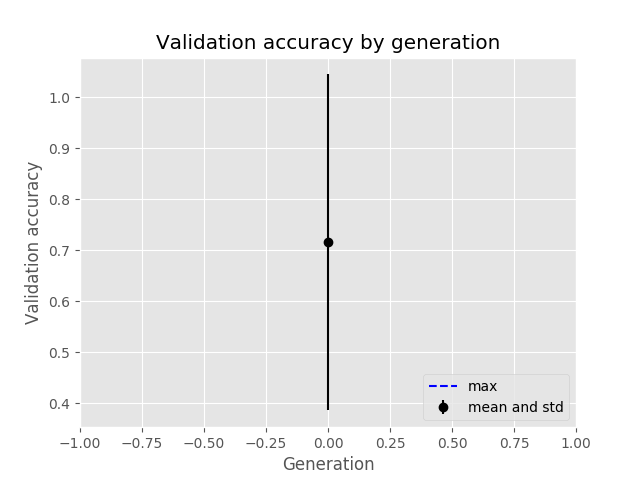 Validation accuracy by generation
Validation accuracy
1.0
0.9
0.8
0.7
0.6
0.5
0.4
−1.00 −0.75 −0.50 −0.25 0.00 0.25 0.50 0.75 1.00
Generation
max
mean and std